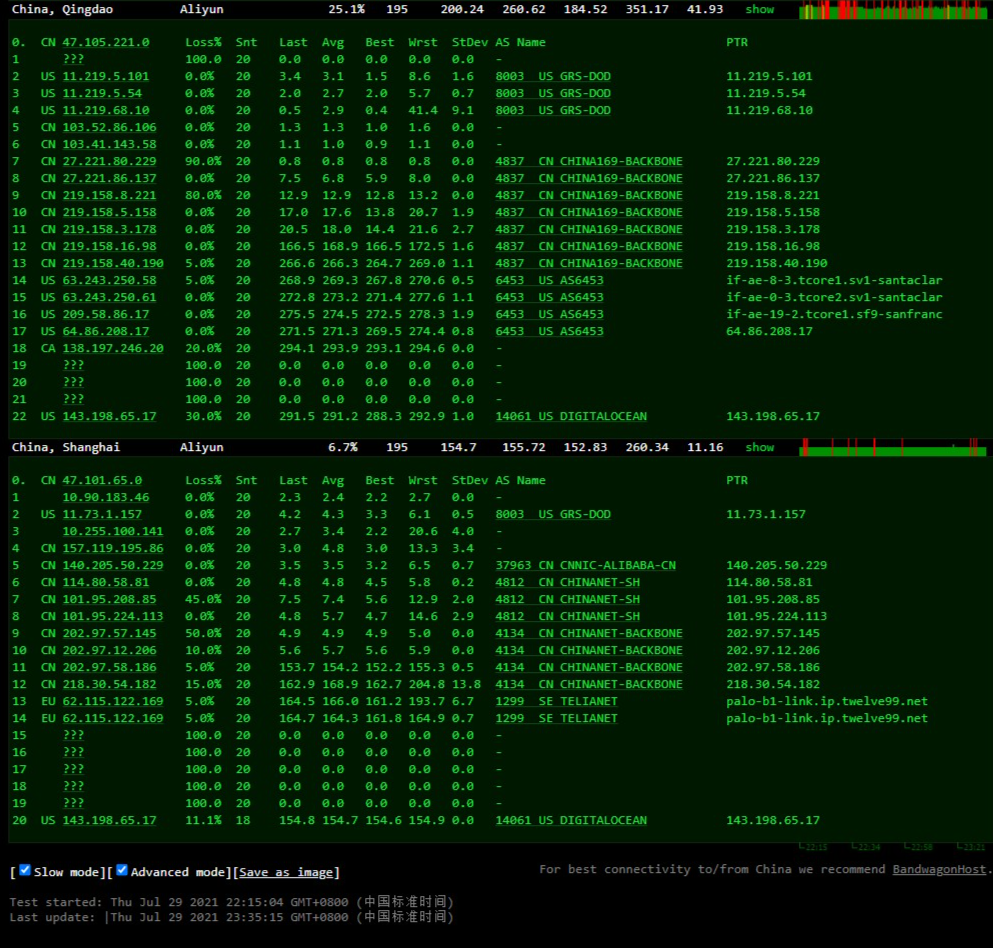 China, Qingdao Aliyun 25.1% 195 200.24 260.62 184.52 351.17 41.93 show
0. CN 47.105.221.0 Loss% Snt Last Avg Best Wrst StDev AS Name PTR
1 ??? 100.0 20 0.0 0.0 0.0 0.0 0.0 -
2 US 11.219.5.101 0.0% 20 3.4 3.1 1.5 8.6 1.6 8003 US GRS-DOD 11.219.5.101
3 US 11.219.5.54 0.0% 20 2.0 2.7 2.0 5.7 0.7 8003 US GRS-DOD 11.219.5.54
4 US 11.219.68.10 0.0% 20 0.5 2.9 0.4 41.4 9.1 8003 US GRS-DOD 11.219.68.10
5 CN 103.52.86.106 0.0% 20 1.3 1.3 1.0 1.6 0.0 -
6 CN 103.41.143.58 0.0% 20 1.1 1.0 0.9 1.1 0.0 -
7 CN 27.221.80.229 90.0% 20 0.8 0.8 0.8 0.8 0.0 4837 CN CHINA169-BACKBONE 27.221.80.229
8 CN 27.221.86.137 0.0% 20 7.5 6.8 5.9 8.0 0.0 4837 CN CHINA169-BACKBONE 27.221.86.137
9 CN 219.158.8.221 80.0% 20 12.9 12.9 12.8 13.2 0.0 4837 CN CHINA169-BACKBONE 219.158.8.221
10 CN 219.158.5.158 0.0% 20 17.0 17.6 13.8 20.7 1.9 4837 CN CHINA169-BACKBONE 219.158.5.158
11 CN 219.158.3.178 0.0% 20 20.5 18.0 14.4 21.6 2.7 4837 CN CHINA169-BACKBONE 219.158.3.178
12 CN 219.158.16.98 0.0% 20 166.5 168.9 166.5 172.5 1.6 4837 CN CHINA169-BACKBONE 219.158.16.98
13 CN 219.158.40.190 5.0% 20 266.6 266.3 264.7 269.0 1.1 4837 CN CHINA169-BACKBONE 219.158.40.190
14 US 63.243.250.58 5.0% 20 268.9 269.3 267.8 270.6 0.5 6453 US AS6453 if-ae-8-3.tcore1.sv1-santaclar
15 US 63.243.250.61 0.0% 20 272.8 273.2 271.4 277.6 1.1 6453 US AS6453 if-ae-0-3.tcore2.sv1-santaclar
16 US 209.58.86.17 0.0% 20 275.5 274.5 272.5 278.3 1.9 6453 US AS6453 if-ae-19-2.tcore1.sf9-sanfranc
17 US 64.86.208.17 0.0% 20 271.5 271.3 269.5 274.4 0.8 6453 US AS6453 64.86.208.17
18 CA 138.197.246.20 20.0% 20 294.1 293.9 293.1 294.6 0.0 -
19 ??? 100.0 20 0.0 0.0 0.0 0.0 0.0 -
20 ??? 100.0 20 0.0 0.0 0.0 0.0 0.0 -
21 ??? 100.0 20 0.0 0.0 0.0 0.0 0.0 -
22 US 143.198.65.17 30.0% 20 291.5 291.2 288.3 292.9 1.0 14061 US DIGITALOCEAN 143.198.65.17
China, Shanghai Aliyun 6.7% 195 154.7 155.72 152.83 260.34 11.16 show
0. CN 47.101.65.0 Loss% Snt Last Avg Best Wrst StDev AS Name PTR
1 10.90.183.46 0.0% 20 2.3 2.4 2.2 2.7 0.0 -
2 US 11.73.1.157 0.0% 20 4.2 4.3 3.3 6.1 0.5 8003 US GRS-DOD 11.73.1.157
3 10.255.100.141 0.0% 20 2.7 3.4 2.2 20.6 4.0 -
4 CN 157.119.195.86 0.0% 20 3.0 4.8 3.0 13.3 3.4 -
5 CN 140.205.50.229 0.0% 20 3.5 3.5 3.2 6.5 0.7 37963 CN CNNIC-ALIBABA-CN 140.205.50.229
6 CN 114.80.58.81 0.0% 20 4.8 4.8 4.5 5.8 0.2 4812 CN CHINANET-SH 114.80.58.81
7 CN 101.95.208.85 45.0% 20 7.5 7.4 5.6 12.9 2.0 4812 CN CHINANET-SH 101.95.208.85
8 CN 101.95.224.113 0.0% 20 4.8 5.7 4.7 14.6 2.9 4812 CN CHINANET-SH 101.95.224.113
9 CN 202.97.57.145 50.0% 20 4.9 4.9 4.9 5.0 0.0 4134 CN CHINANET-BACKBONE 202.97.57.145
10 CN 202.97.12.206 10.0% 20 5.6 5.7 5.6 5.9 0.0 4134 CN CHINANET-BACKBONE 202.97.12.206
11 CN 202.97.58.186 5.0% 20 153.7 154.2 152.2 155.3 0.5 4134 CN CHINANET-BACKBONE 202.97.58.186
12 CN 218.30.54.182 15.0% 20 162.9 168.9 162.7 204.8 13.8 4134 CN CHINANET-BACKBONE 218.30.54.182
13 EU 62.115.122.169 5.0% 20 164.5 166.0 161.2 193.7 6.7 1299 SE TELIANET palo-b1-link.ip.twelve99.net
14 EU 62.115.122.169 5.0% 20 164.7 164.3 161.8 164.9 0.7 1299 SE TELIANET palo-b1-link.ip.twelve99.net
15 ??? 100.0 20 0.0 0.0 0.0 0.0 0.0 -
16 ??? 100.0 20 0.0 0.0 0.0 0.0 0.0 -
17 ??? 100.0 20 0.0 0.0 0.0 0.0 0.0 -
18 ??? 100.0 20 0.0 0.0 0.0 0.0 0.0 -
19 ??? 100.0 20 0.0 0.0 0.0 0.0 0.0 -
20 US 143.198.65.17 11.1% 18 154.8 154.7 154.6 154.9 0.0 14061 US DIGITALOCEAN 143.198.65.17
22:15 22:34 22:58 23:21
[Slow mode][Advanced mode][Save as image] For best connectivity to/from China we recommend BandwagonHost.
Test started: Thu Jul 29 2021 22:15:04 GMT+0800 (中国标准时间)
Last update: |Thu Jul 29 2021 23:35:15 GMT+0800 (中国标准时间)